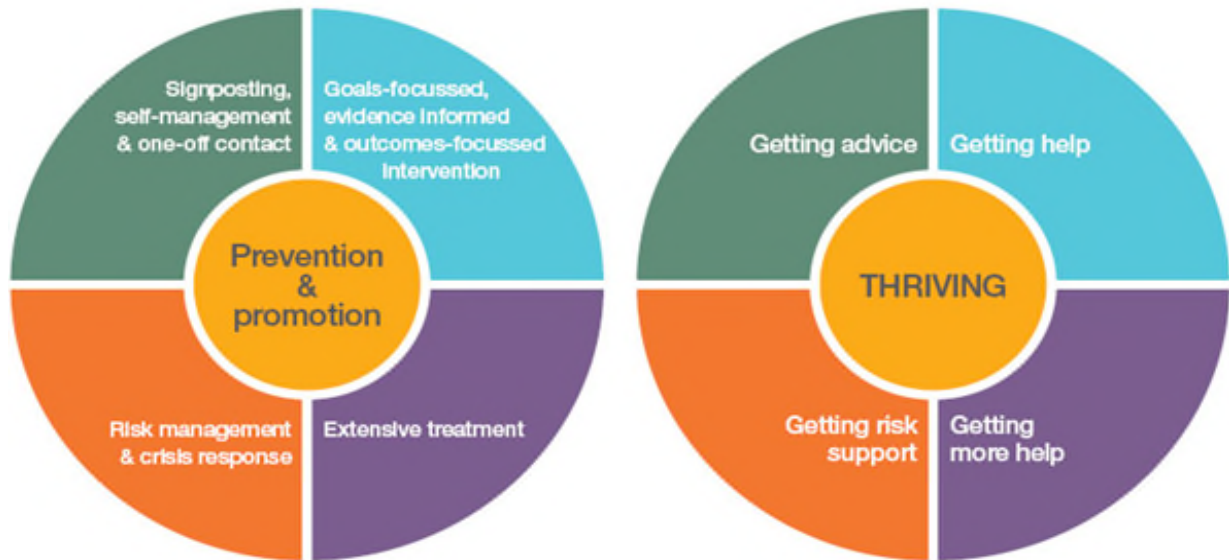 Signposting,
self-management
& one-off contact
Goals-focussed,
evidence informed
& outcomes-focussed
intervention
Prevention
&
promotion
Risk management
& crisis response
Extensive treatment
Getting advice
Getting help
THRIVING
Getting risk
support
Getting
more help